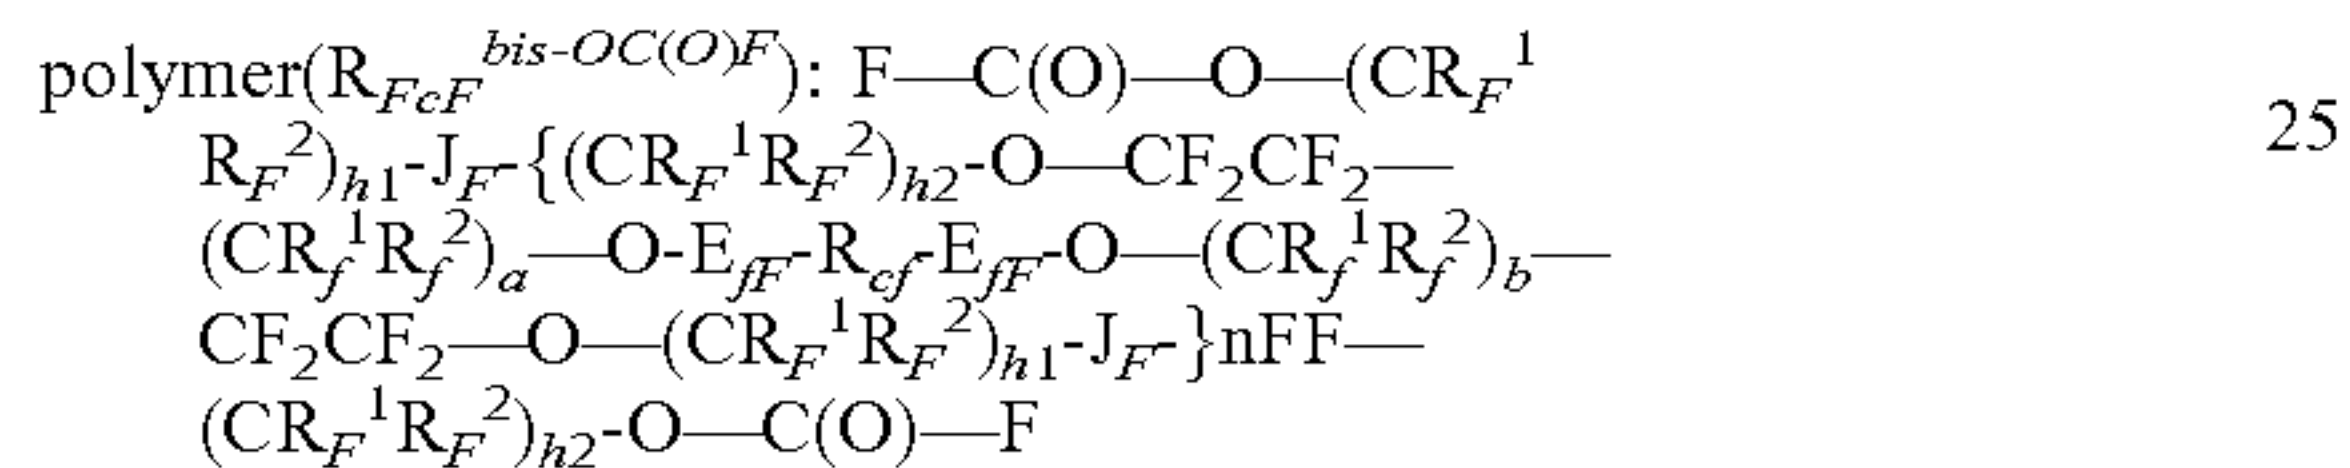 polymer(R_{FcF}^{bis-OC(O)F}): F—C(O)—O—(CR_F^1
R_F^2)_{h1}-J_F-{(CR_F^1R_F^2)_{h2}-O—CF_2CF_2—
25
(CR_f^1R_f^2)_a—O-E_{fF}-R_{cf}-E_{fF}-O—(CR_f^1R_f^2)_b—
CF_2CF_2—O—(CR_F^1R_F^2)_{h1}-J_F-}nFF—
(CR_F^1R_F^2)_{h2}-O—C(O)—F